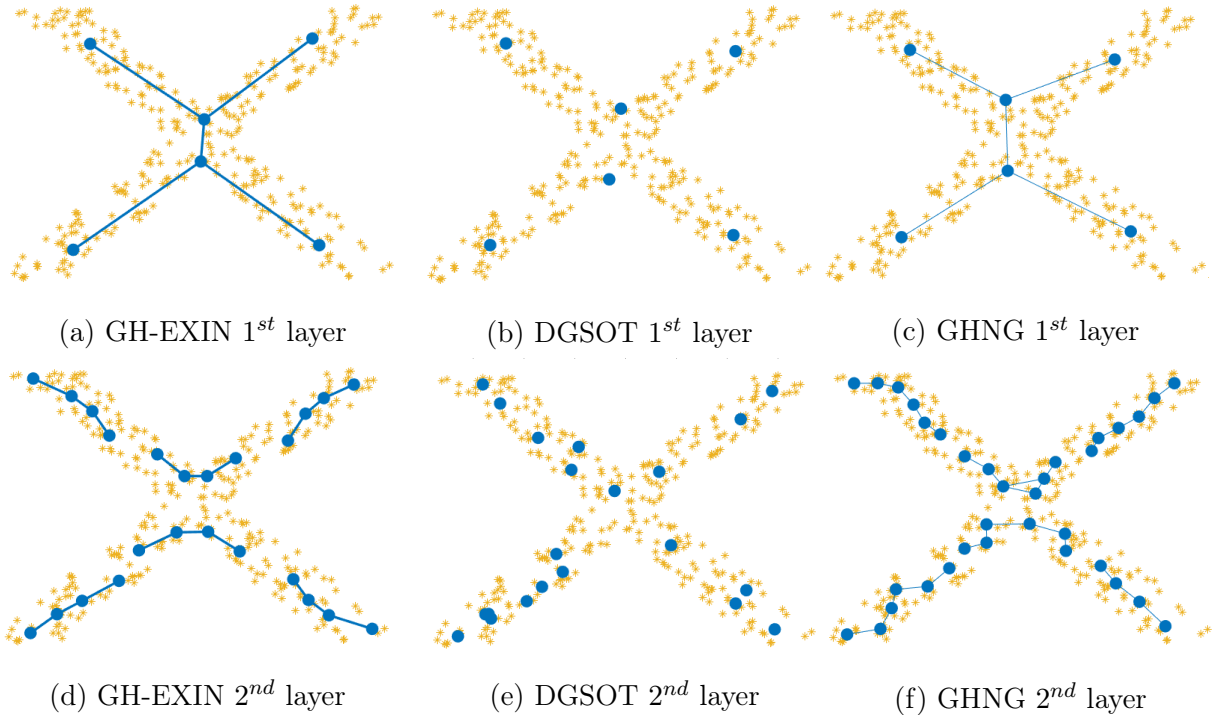 (a) GH-EXIN 1st layer
(b) DGSOT 1st layer
(c) GHNG 1st layer
(d) GH-EXIN 2nd layer
(e) DGSOT 2nd layer
(f) GHNG 2nd layer